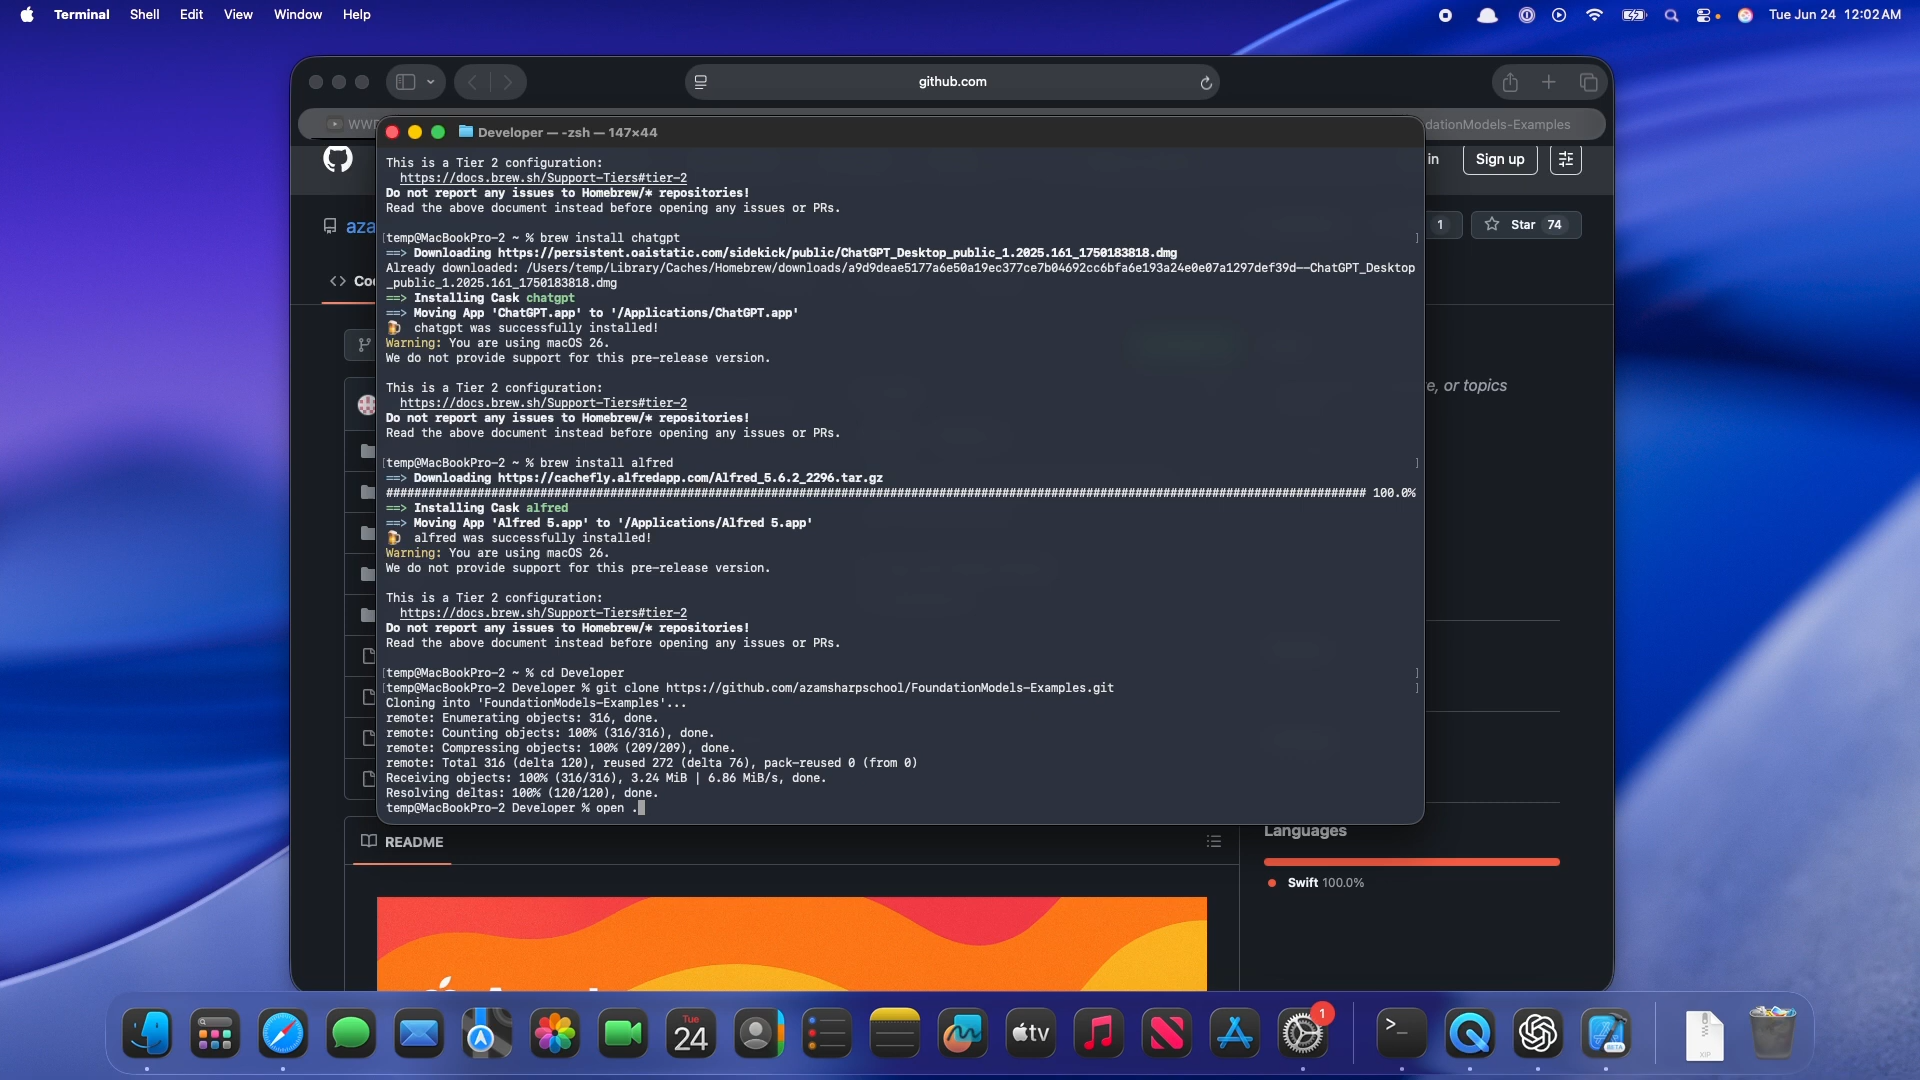 Terminal Shell Edit View Window Help
Tue Jun 24 12:02 AM
github.com
WWD
Developer — -zsh — 147×44
dationModels-Examples
in
Sign up
aza
1
Star 74
e, or topics
This is a Tier 2 configuration:
https://docs.brew.sh/Support-Tiers#tier-2
Do not report any issues to Homebrew/* repositories!
Read the above document instead before opening any issues or PRs.
[temp@MacBookPro-2 ~ % brew install chatgpt ]
==> Downloading https://persistent.oaistatic.com/sidekick/public/ChatGPT_Desktop_public_1.2025.161_1750183818.dmg
Already downloaded: /Users/temp/Library/Caches/Homebrew/downloads/a9d9deae5177a6e50a19ec377ce7b04692cc6bfa6e193a24e0e07a1297def39d--ChatGPT_Desktop
_public_1.2025.161_1750183818.dmg
==> Installing Cask chatgpt
==> Moving App 'ChatGPT.app' to '/Applications/ChatGPT.app'
🍺 chatgpt was successfully installed!
Warning: You are using macOS 26.
We do not provide support for this pre-release version.
This is a Tier 2 configuration:
https://docs.brew.sh/Support-Tiers#tier-2
Do not report any issues to Homebrew/* repositories!
Read the above document instead before opening any issues or PRs.
[temp@MacBookPro-2 ~ % brew install alfred ]
==> Downloading https://cachefly.alfredapp.com/Alfred_5.6.2_2296.tar.gz
############################################################################################################################################ 100.0%
==> Installing Cask alfred
==> Moving App 'Alfred 5.app' to '/Applications/Alfred 5.app'
🍺 alfred was successfully installed!
Warning: You are using macOS 26.
We do not provide support for this pre-release version.
This is a Tier 2 configuration:
https://docs.brew.sh/Support-Tiers#tier-2
Do not report any issues to Homebrew/* repositories!
Read the above document instead before opening any issues or PRs.
[temp@MacBookPro-2 ~ % cd Developer ]
[temp@MacBookPro-2 Developer % git clone https://github.com/azamsharpschool/FoundationModels-Examples.git ]
Cloning into 'FoundationModels-Examples'...
remote: Enumerating objects: 316, done.
remote: Counting objects: 100% (316/316), done.
remote: Compressing objects: 100% (209/209), done.
remote: Total 316 (delta 120), reused 272 (delta 76), pack-reused 0 (from 0)
Receiving objects: 100% (316/316), 3.24 MiB | 6.86 MiB/s, done.
Resolving deltas: 100% (120/120), done.
temp@MacBookPro-2 Developer % open .
<> Co
README
Languages
Swift 100.0%
Tue
24
tv
1
>_
BETA
XIP